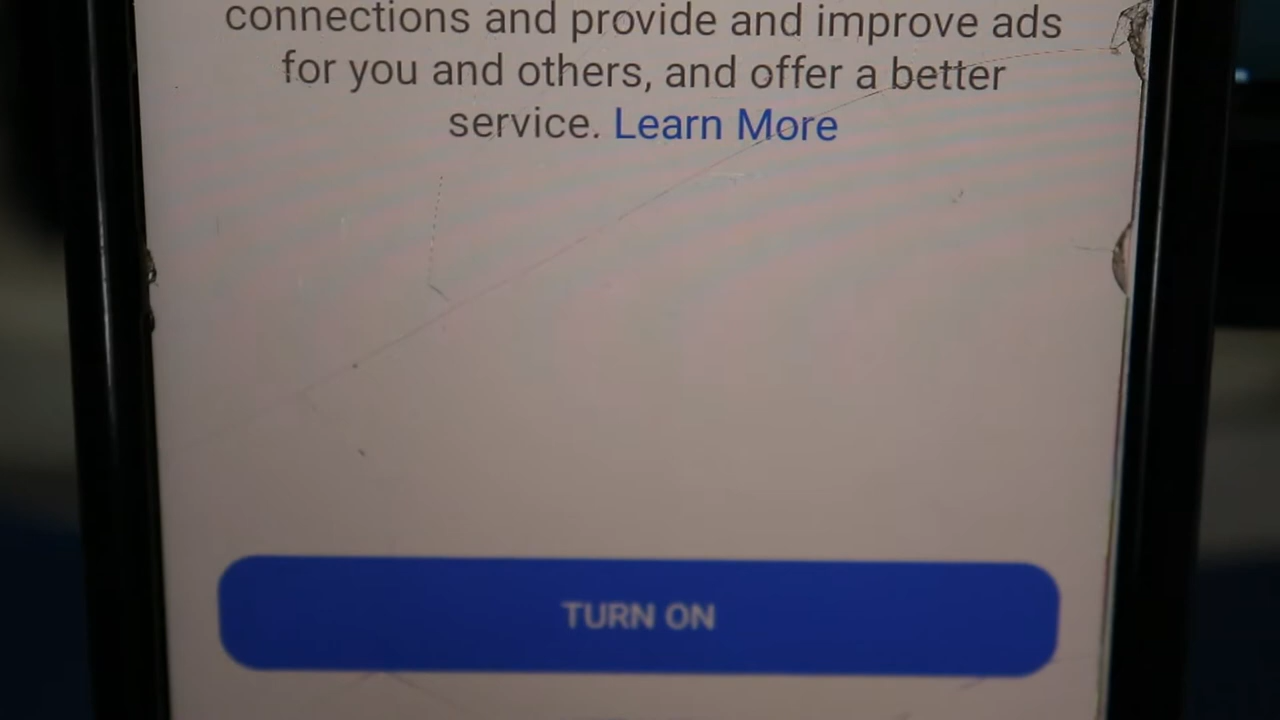 connections and provide and improve ads
for you and others, and offer a better
service. Learn More
TURN ON